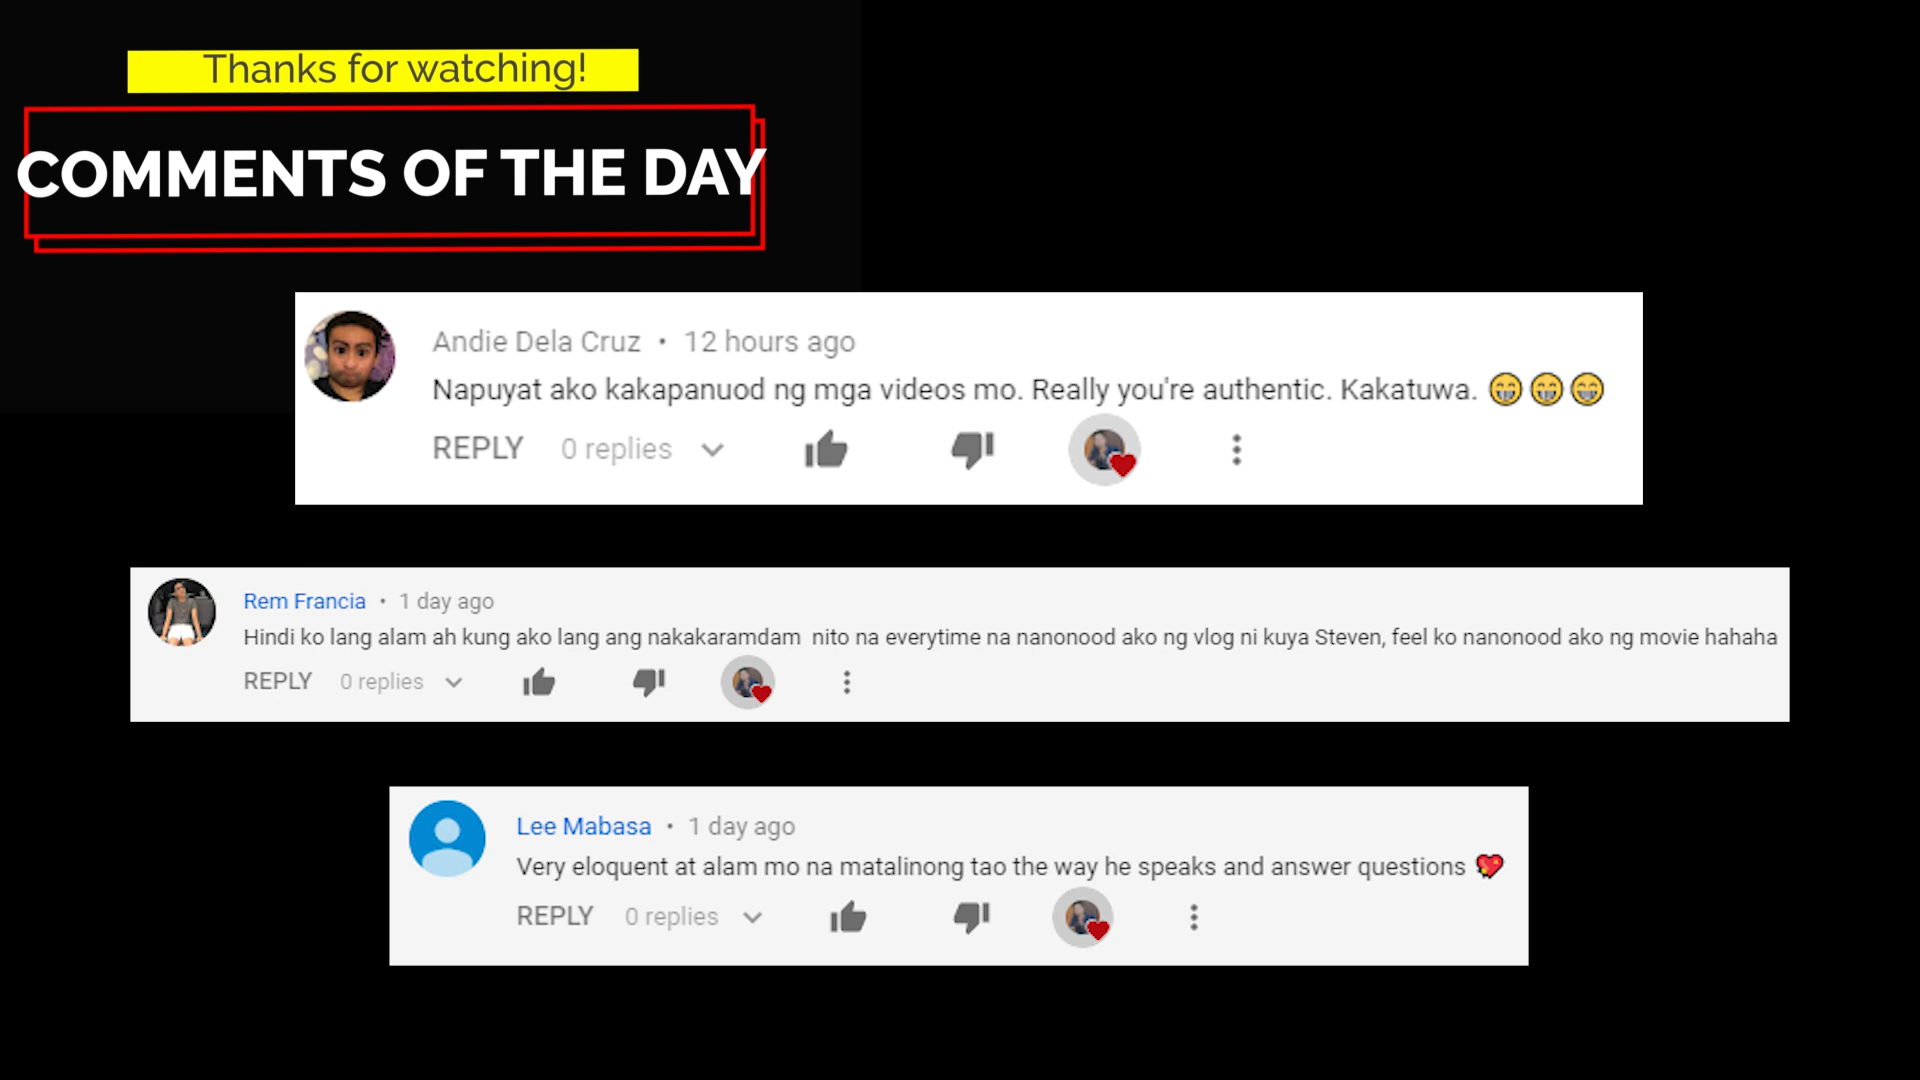 Thanks for watching!
COMMENTS OF THE DAY
Andie Dela Cruz • 12 hours ago
Napuyat ako kakapanuod ng mga videos mo. Really you're authentic. Kakatuwa. 😁😁😁
REPLY 0 replies
Rem Francia • 1 day ago
Hindi ko lang alam ah kung ako lang ang nakakaramdam nito na everytime na nanonood ako ng vlog ni kuya Steven, feel ko nanonood ako ng movie hahaha
REPLY 0 replies
Lee Mabasa • 1 day ago
Very eloquent at alam mo na matalinong tao the way he speaks and answer questions 💖
REPLY 0 replies